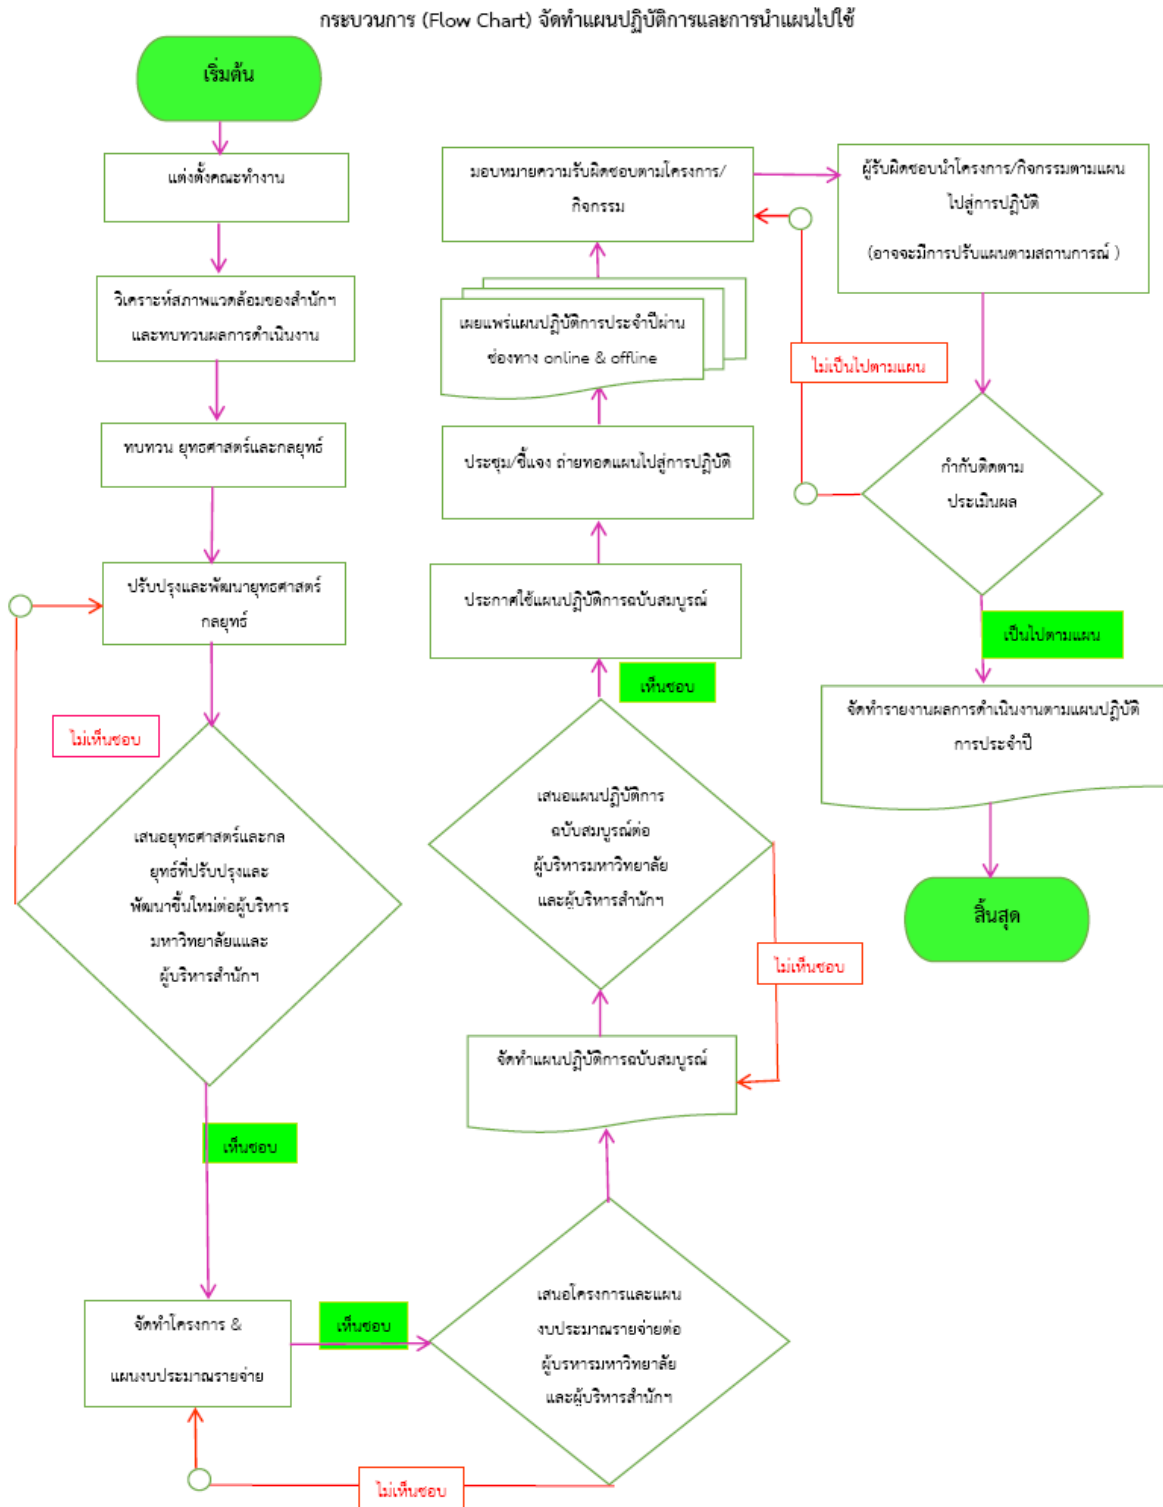 กระบวนการ (Flow Chart) จัดทำแผนปฏิบัติการและการนำแผนไปใช้
เริ่มต้น
แต่งตั้งคณะทำงาน
วิเคราะห์สภาพแวดล้อมของสำนักฯ
และทบทวนผลการดำเนินงาน
ทบทวน ยุทธศาสตร์และกลยุทธ์
ปรับปรุงและพัฒนายุทธศาสตร์
กลยุทธ์
ไม่เห็นชอบ
เสนอยุทธศาสตร์และกล
ยุทธ์ที่ปรับปรุงและ
พัฒนาขึ้นใหม่ต่อผู้บริหาร
มหาวิทยาลัยแและ
ผู้บริหารสำนักฯ
เห็นชอบ
จัดทำโครงการ &
แผนงบประมาณรายจ่าย
เห็นชอบ
เสนอโครงการและแผน
งบประมาณรายจ่ายต่อ
ผู้บรหารมหาวิทยาลัย
และผู้บริหารสำนักฯ
ไม่เห็นชอบ
จัดทำแผนปฏิบัติการฉบับสมบูรณ์
ไม่เห็นชอบ
เสนอแผนปฏิบัติการ
ฉบับสมบูรณ์ต่อ
ผู้บริหารมหาวิทยาลัย
และผู้บริหารสำนักฯ
เห็นชอบ
ประกาศใช้แผนปฏิบัติการฉบับสมบูรณ์
ประชุม/ชี้แจง ถ่ายทอดแผนไปสู่การปฏิบัติ
เผยแพร่แผนปฏิบัติการประจำปีผ่าน
ช่องทาง online & offline
มอบหมายความรับผิดชอบตามโครงการ/
กิจกรรม
ผู้รับผิดชอบนำโครงการ/กิจกรรมตามแผน
ไปสู่การปฏิบัติ
(อาจจะมีการปรับแผนตามสถานการณ์ )
ไม่เป็นไปตามแผน
กำกับติดตาม
ประเมินผล
เป็นไปตามแผน
จัดทำรายงานผลการดำเนินงานตามแผนปฏิบัติ
การประจำปี
สิ้นสุด